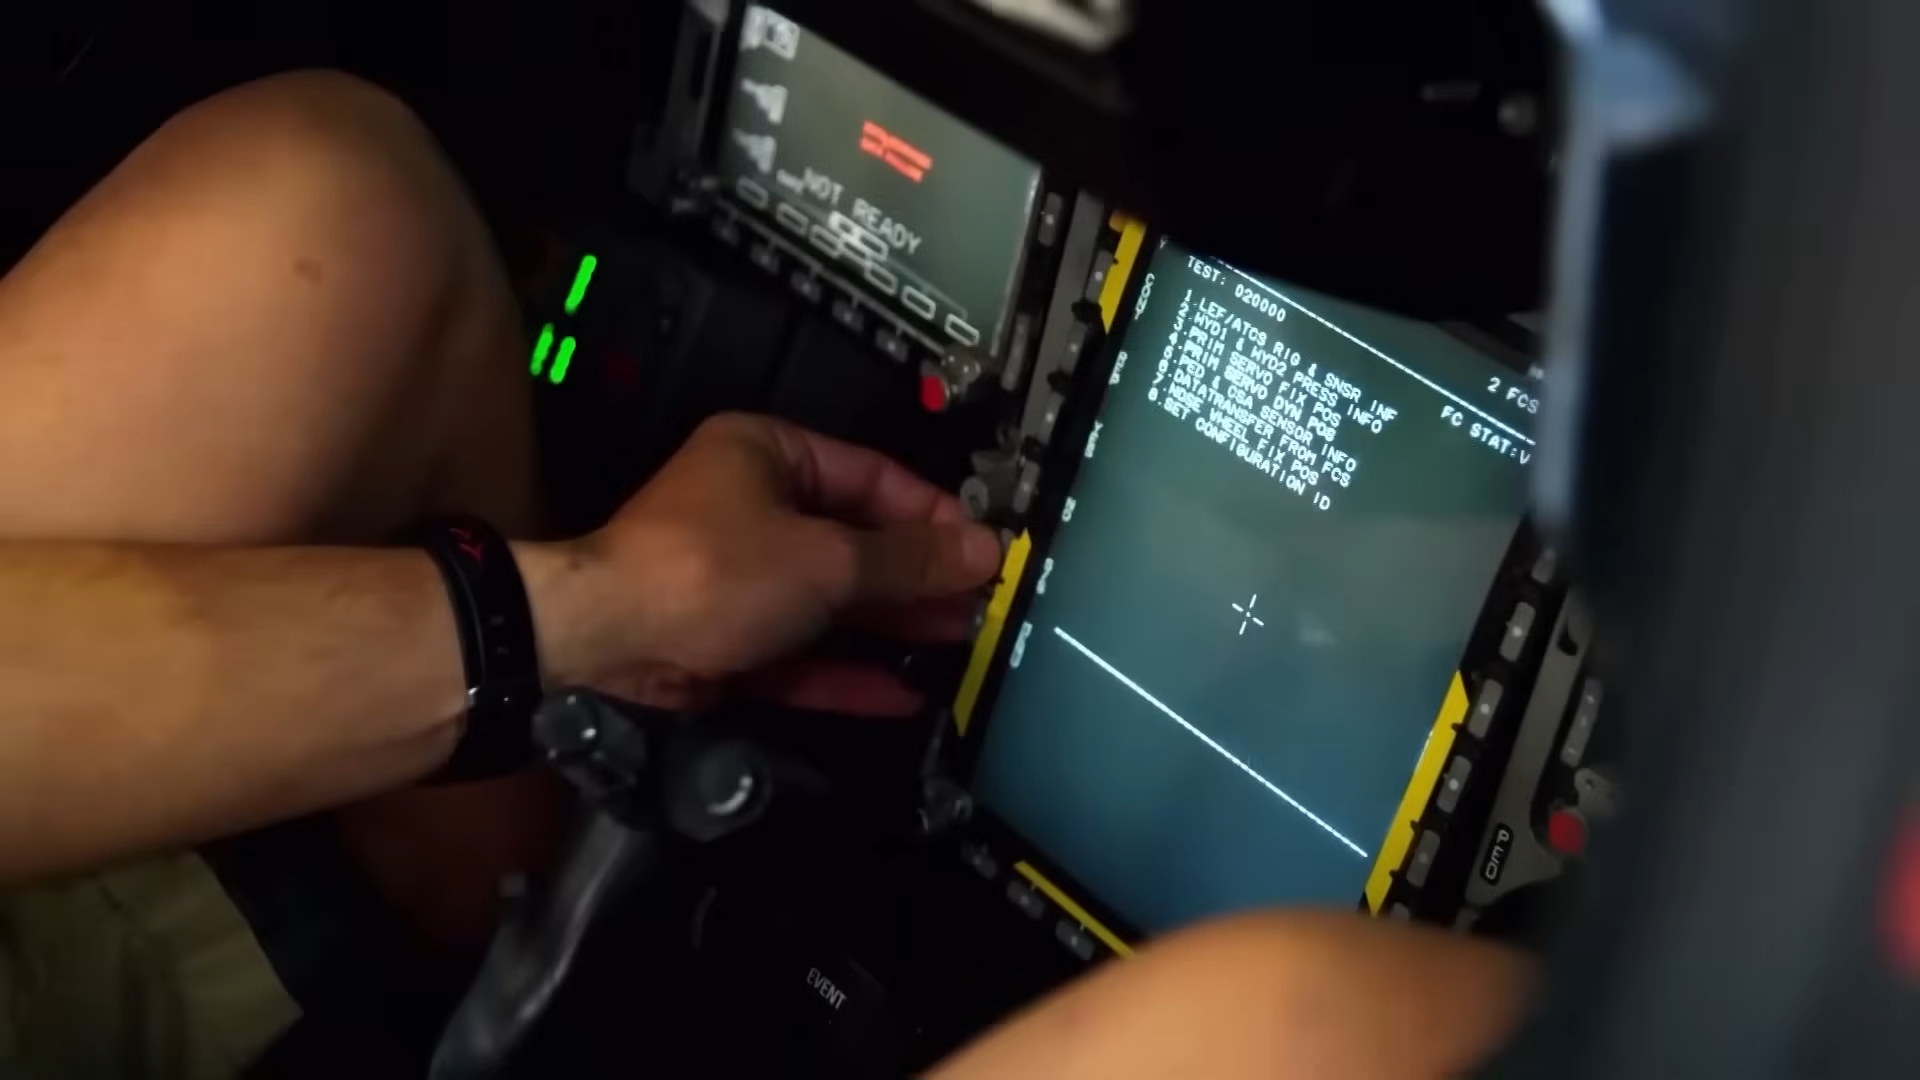 NOT READY
TEST: 020000
2 FCS
FC STAT:V
1.LEF/ATCS RIG & SNSR INF
2.HYD1 & HYD2 PRESS INFO
3.PRIM SERVO FIX POS
4.PRIM SERVO DYN POS
5.PED & CSA SENSOR INFO
6.DATATRANSFER FROM FCS
7.NOSE WHEEL FIX POS
8.SET CONFIGURATION ID
PWD
EVENT